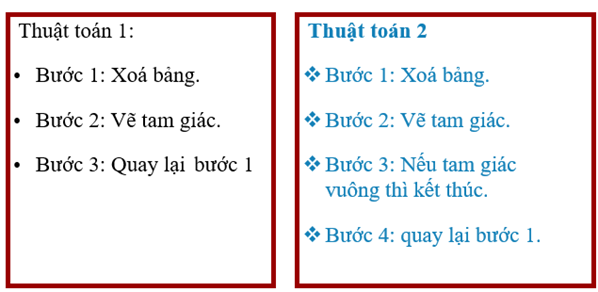 Thuật toán 1:
• Bước 1: Xoá bảng.
• Bước 2: Vẽ tam giác.
• Bước 3: Quay lại bước 1
Thuật toán 2
❖ Bước 1: Xoá bảng.
❖ Bước 2: Vẽ tam giác.
❖ Bước 3: Nếu tam giác
vuông thì kết thúc.
❖ Bước 4: quay lại bước 1.